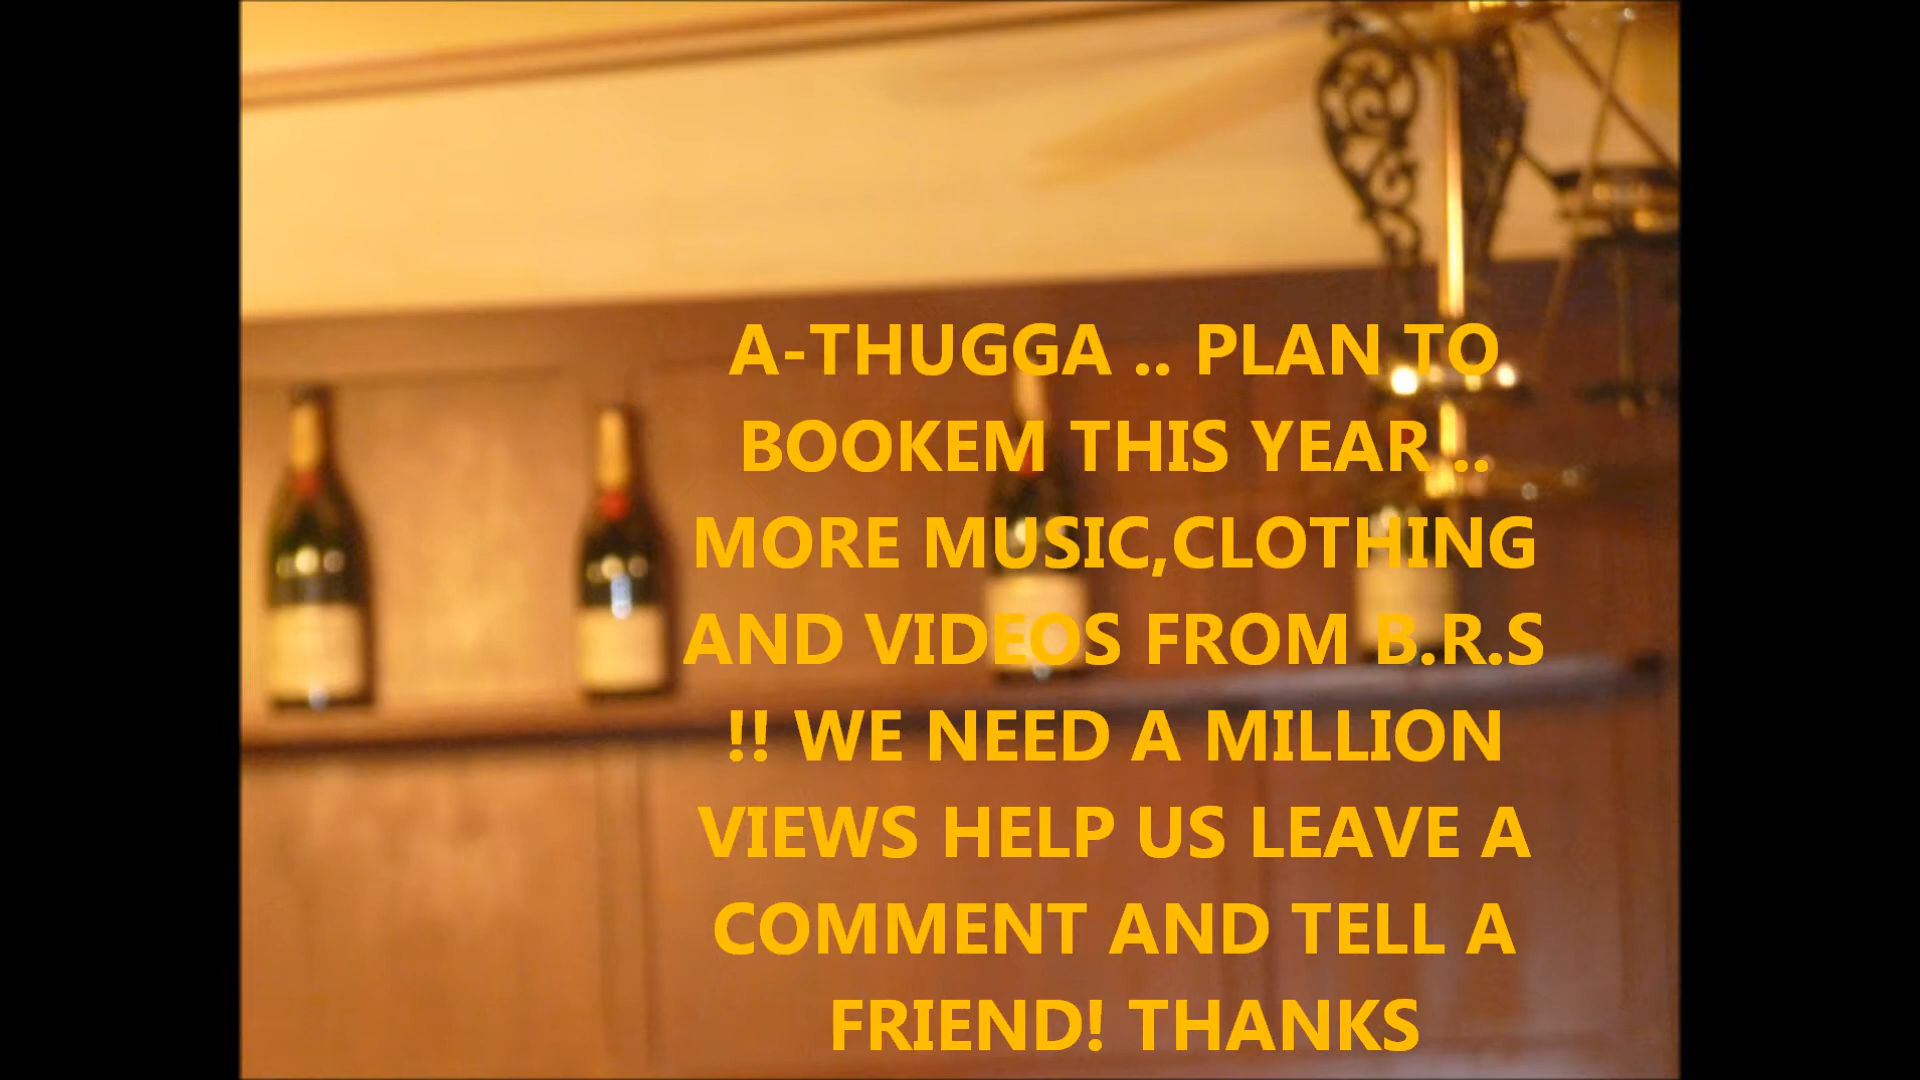 A-THUGGA .. PLAN TO
BOOKEM THIS YEAR ..
MORE MUSIC,CLOTHING
AND VIDEOS FROM B.R.S
!! WE NEED A MILLION
VIEWS HELP US LEAVE A
COMMENT AND TELL A
FRIEND! THANKS